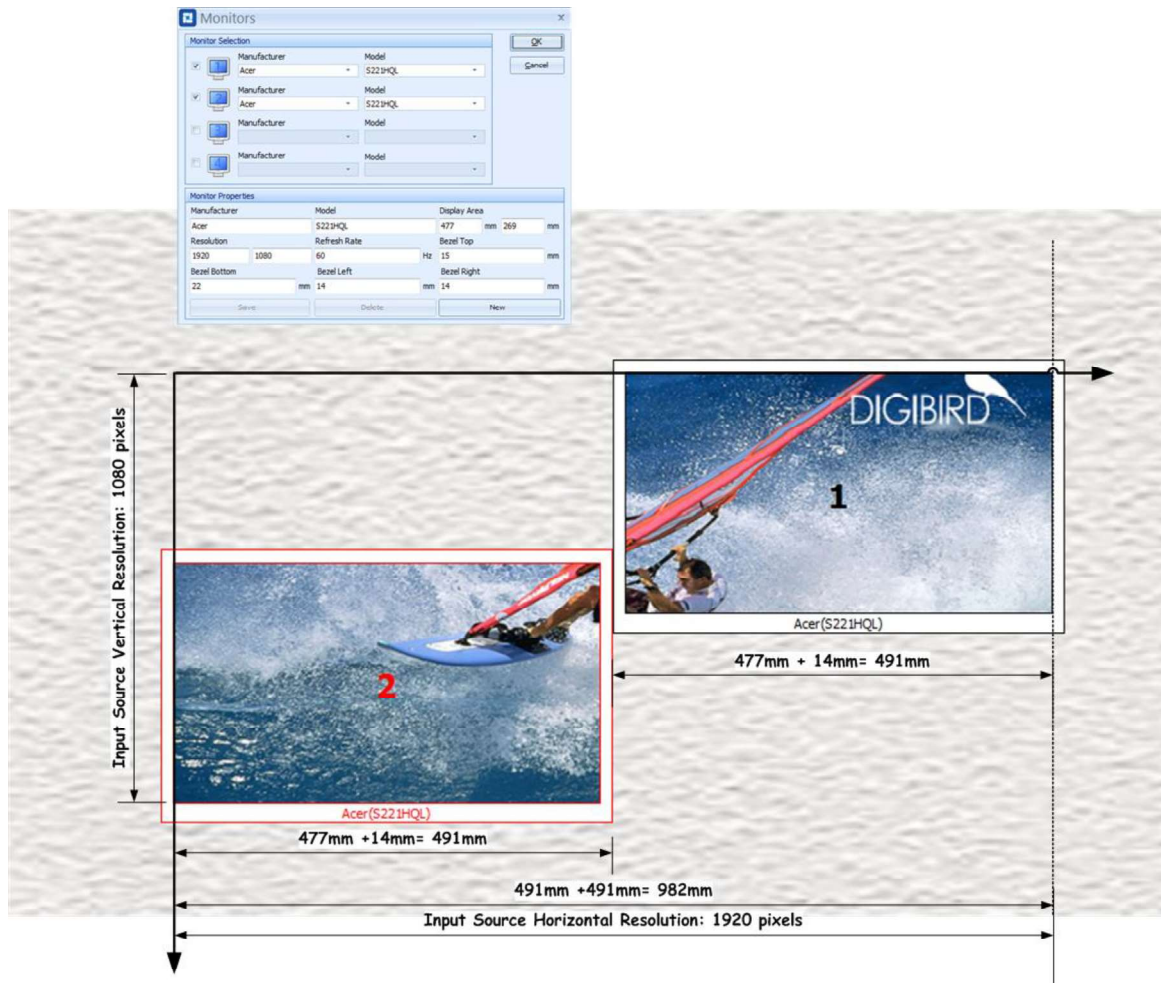 Monitors
x
Monitor Selection
OK
Cancel
1
Manufacturer
Model
Acer
S221HQL
2
Manufacturer
Model
Acer
S221HQL
3
Manufacturer
Model
4
Manufacturer
Model
Monitor Properties
Manufacturer
Model
Display Area
Acer
S221HQL
477 mm 269 mm
Resolution
Refresh Rate
Bezel Top
1920 1080
60 Hz
15 mm
Bezel Bottom
Bezel Left
Bezel Right
22 mm
14 mm
14 mm
Save
Delete
New
Input Source Vertical Resolution: 1080 pixels
DIGIBIRD
1
Acer(S221HQL)
477mm + 14mm= 491mm
2
Acer(S221HQL)
477mm +14mm= 491mm
491mm +491mm= 982mm
Input Source Horizontal Resolution: 1920 pixels